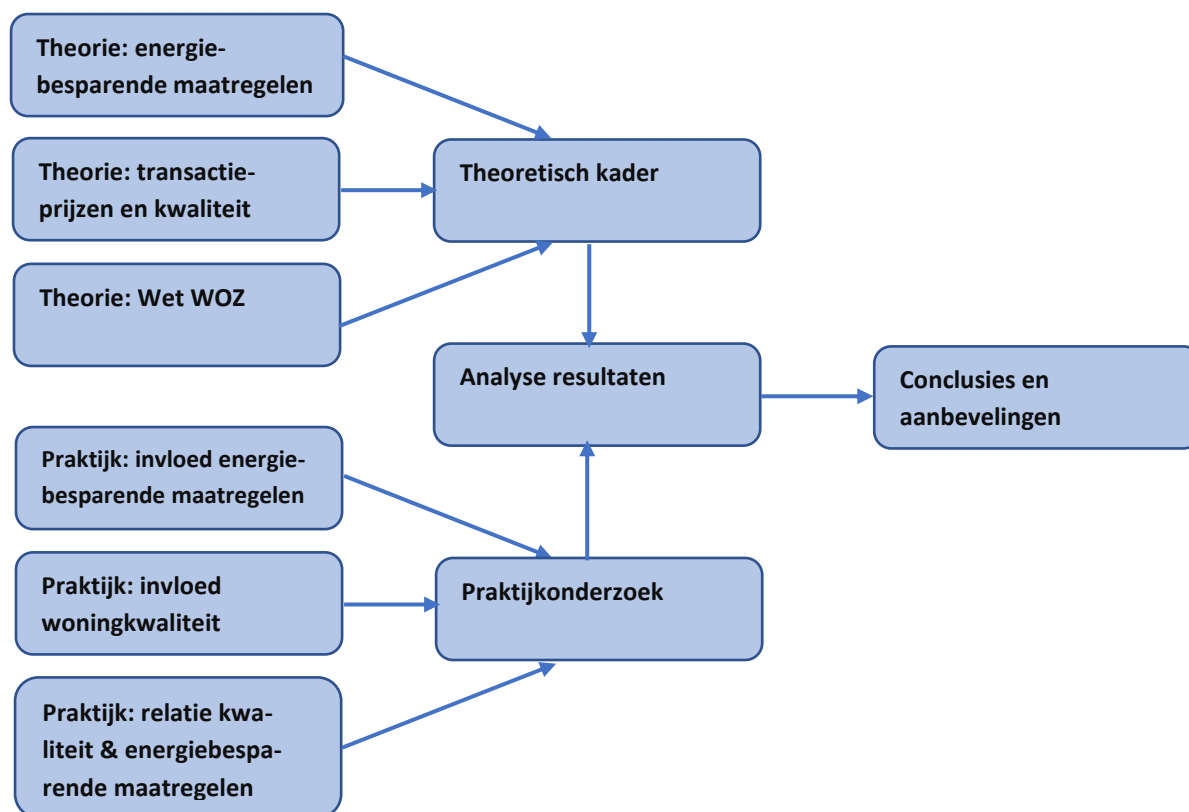 Theorie: energie-
besparende maatregelen
Theorie: transactie-
prijzen en kwaliteit
Theorie: Wet WOZ
Theoretisch kader
Analyse resultaten
Conclusies en
aanbevelingen
Praktijk: invloed energie-
besparende maatregelen
Praktijk: invloed
woningkwaliteit
Praktijk: relatie kwa-
liteit & energiebespa-
rende maatregelen
Praktijkonderzoek